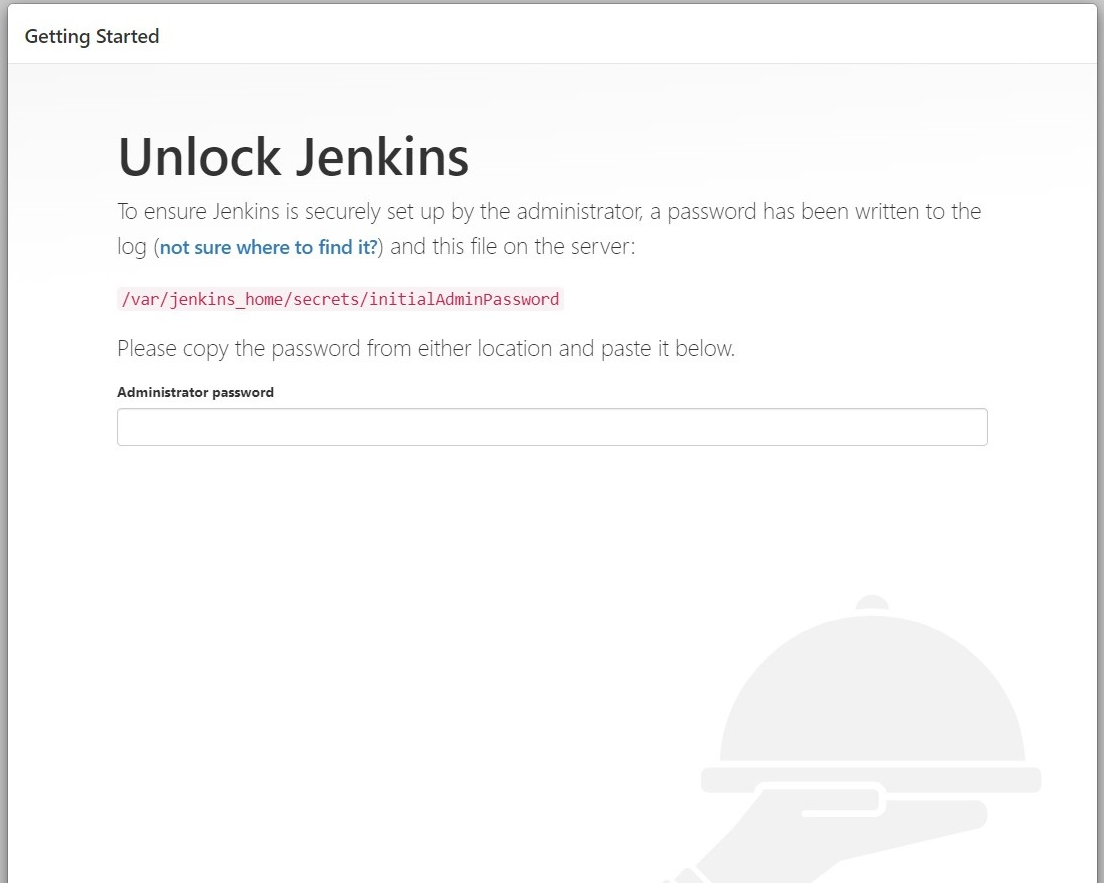 Getting Started
Unlock Jenkins
To ensure Jenkins is securely set up by the administrator, a password has been written to the
log (not sure where to find it?) and this file on the server:
/var/jenkins_home/secrets/initialAdminPassword
Please copy the password from either location and paste it below.
Administrator password